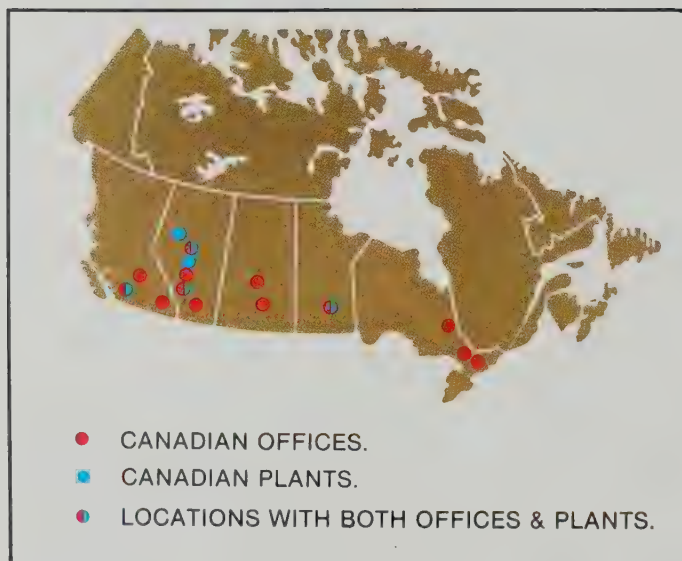 CANADIAN OFFICES.
CANADIAN PLANTS.
LOCATIONS WITH BOTH OFFICES & PLANTS.